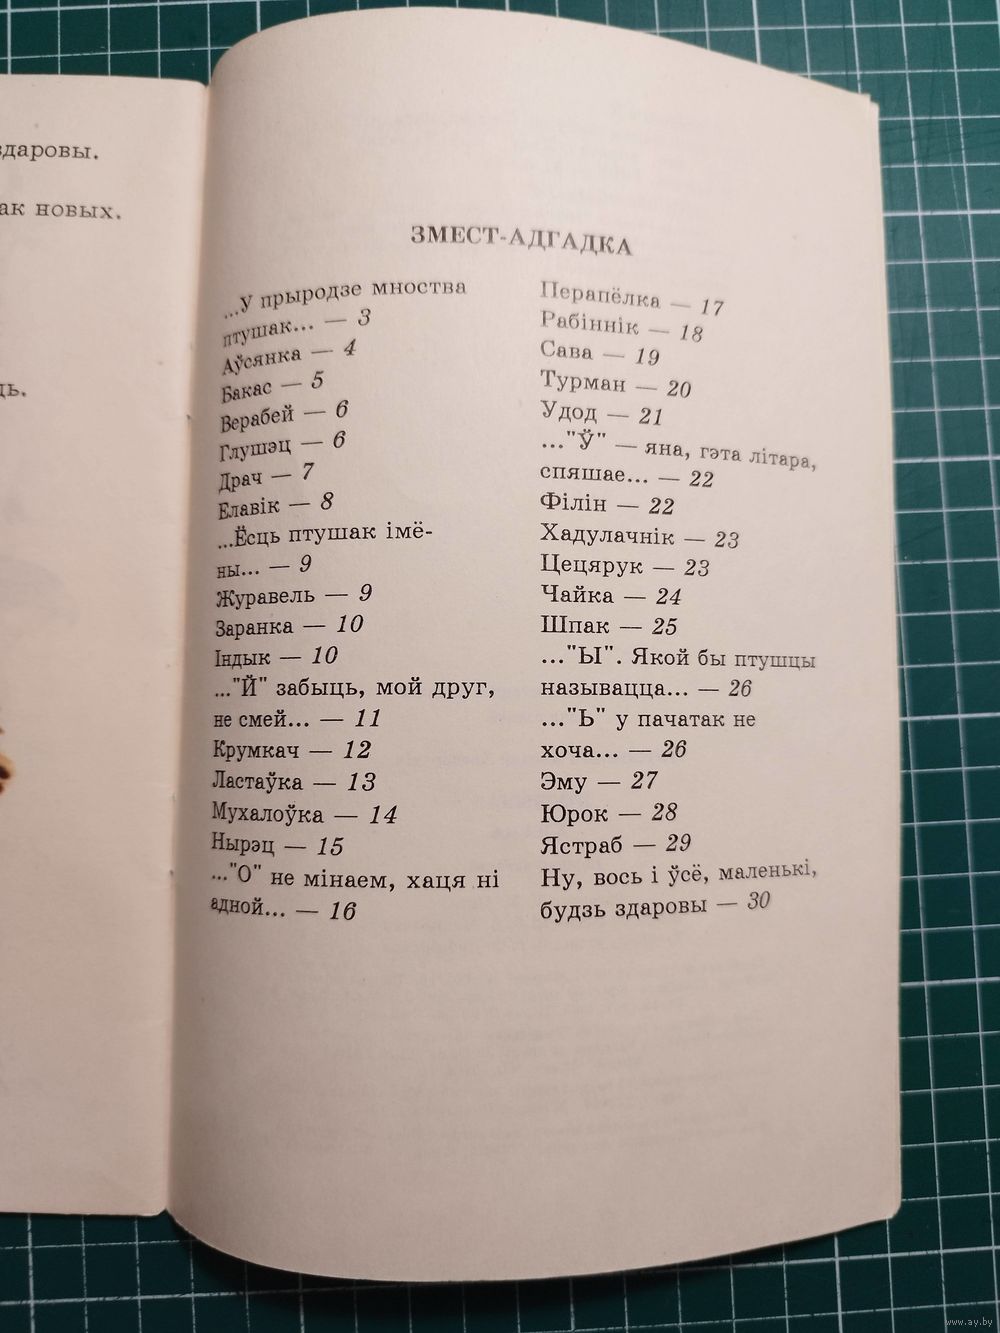 здаровы.
ак новых.
ць.
ЗМЕСТ-АДГАДКА
...У прыродзе мноства
птушак... — 3
Аўсянка — 4
Бакас — 5
Верабей — 6
Глушэц — 6
Драч — 7
Елавік — 8
...Ёсць птушак імё-
ны... — 9
Журавель — 9
Заранка — 10
Індык — 10
..."Й" забыць, мой друг,
не смей... — 11
Крумкач — 12
Ластаўка — 13
Мухалоўка — 14
Нырэц — 15
..."О" не мінаем, хаця ні
адной... — 16
Перапёлка — 17
Рабіннік — 18
Сава — 19
Турман — 20
Удод — 21
..."Ў" — яна, гэта літара,
спяшае... — 22
Філін — 22
Хадулачнік — 23
Цецярук — 23
Чайка — 24
Шпак — 25
..."Ы". Якой бы птушцы
называцца... — 26
..."Ь" у пачатак не
хоча... — 26
Эму — 27
Юрок — 28
Ястраб — 29
Ну, вось і ўсё, маленькі,
будзь здаровы — 30
www.ay.by